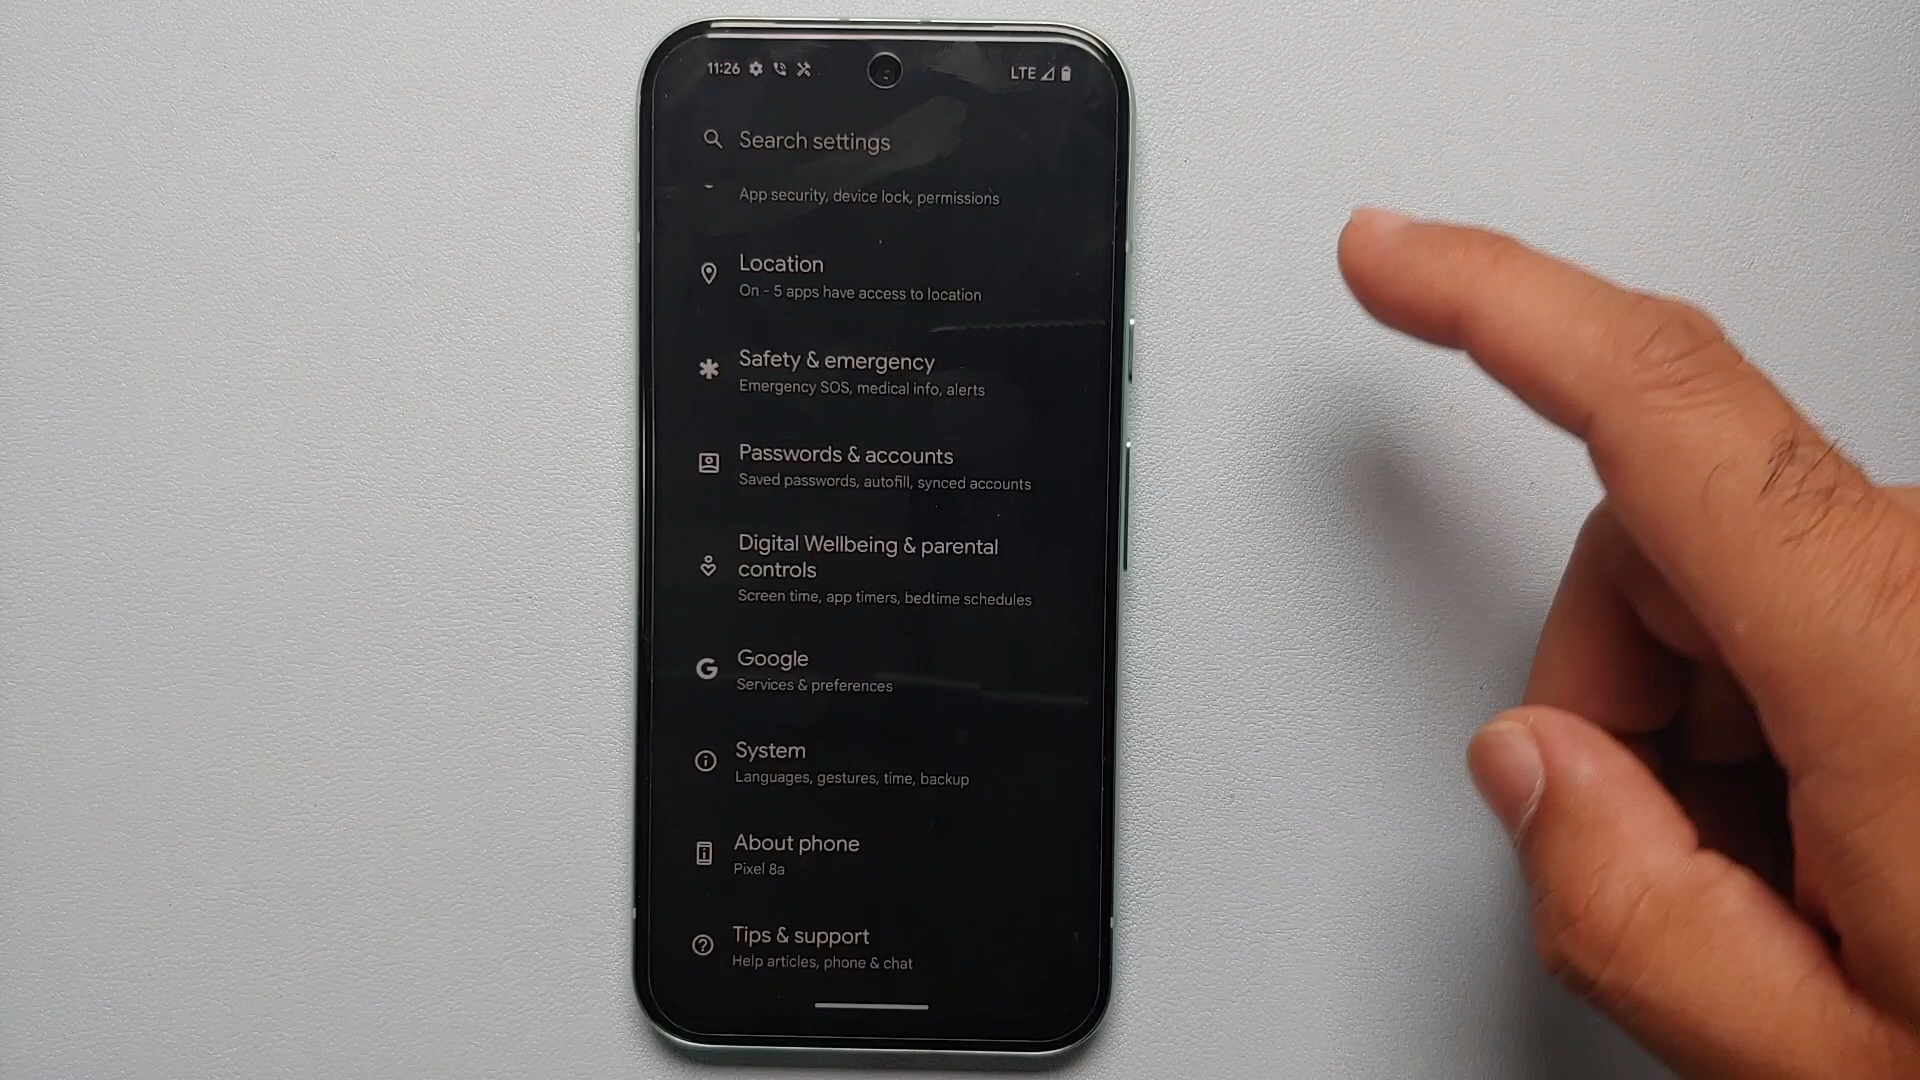 11:26
LTE
Search settings
App security, device lock, permissions
Location
On - 5 apps have access to location
Safety & emergency
Emergency SOS, medical info, alerts
Passwords & accounts
Saved passwords, autofill, synced accounts
Digital Wellbeing & parental
controls
Screen time, app timers, bedtime schedules
Google
Services & preferences
System
Languages, gestures, time, backup
About phone
Pixel 8a
Tips & support
Help articles, phone & chat